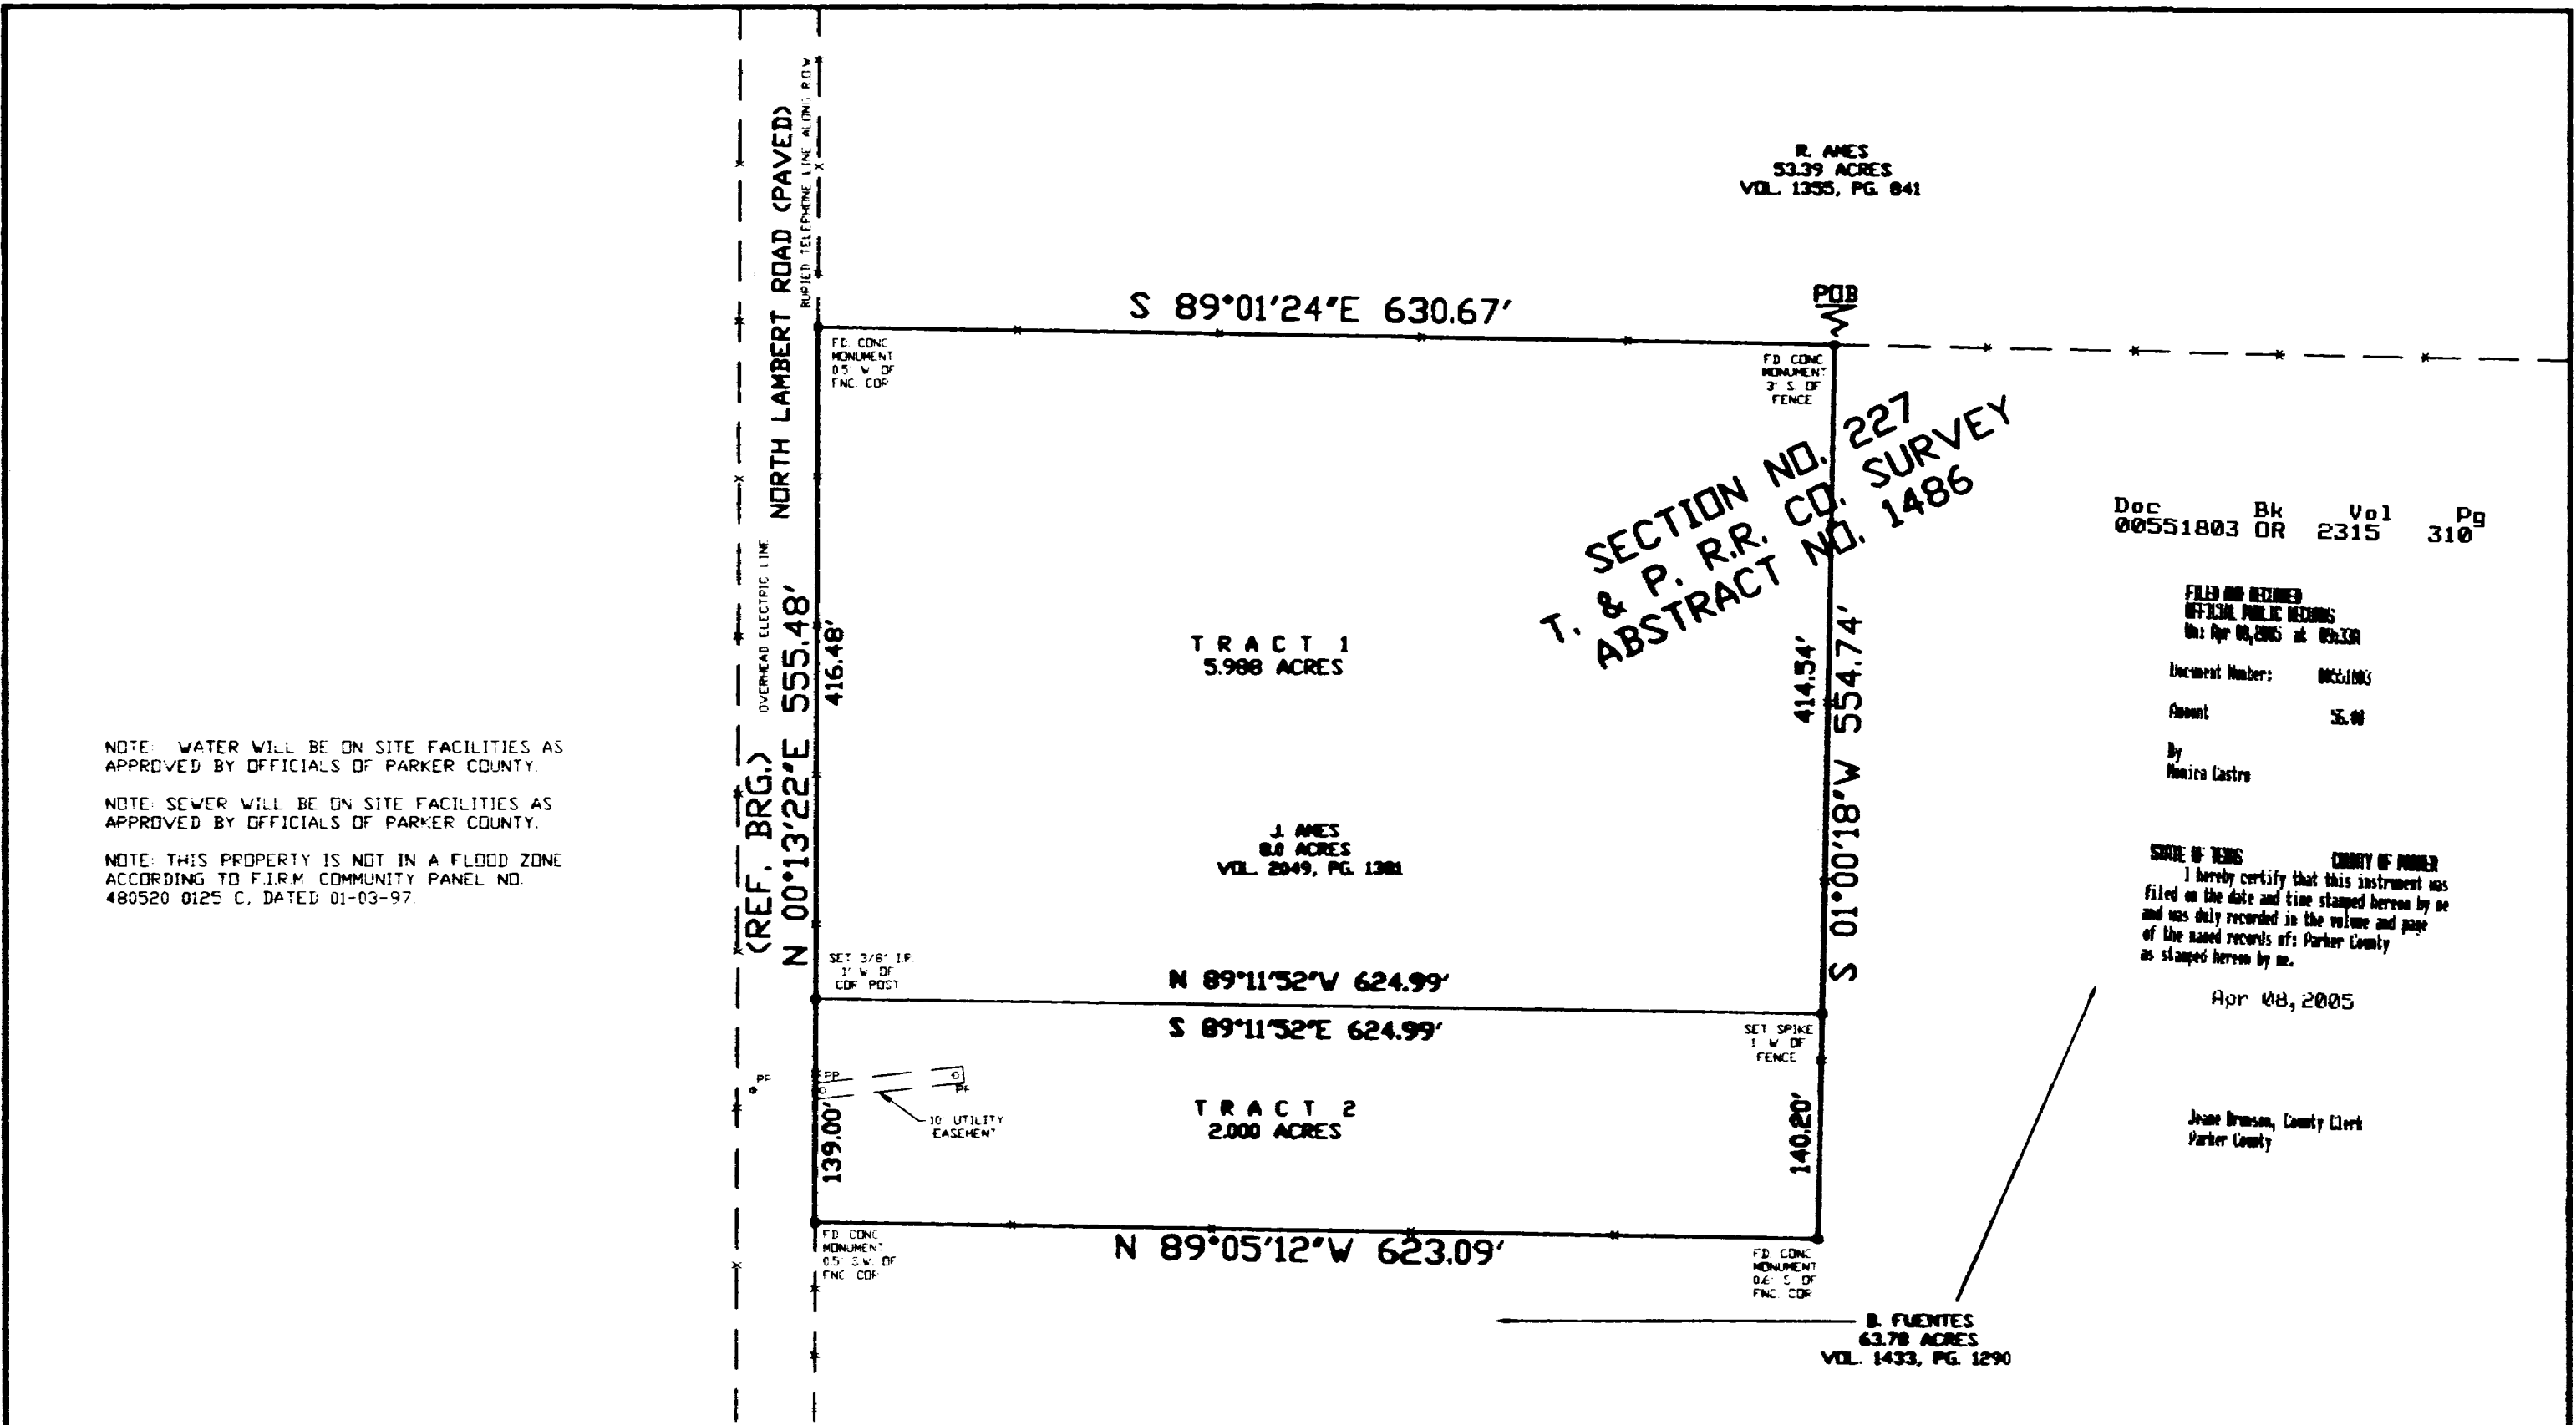 R. AMES
53.39 ACRES
VOL. 1355, PG. 841
NORTH LAMBERT ROAD (PAVED)
BURIED TELEPHONE LINE ALONG ROW
S 89°01'24"E 630.67'
POB
FD. CONC
MONUMENT
0.5' W. OF
FNC. COR
FD. CONC
MONUMENT
3' S. OF
FENCE
SECTION NO. 227
T. & P. R.R. CO. SURVEY
ABSTRACT NO. 1486
Doc Bk Vol Pg
00551803 OR 2315 310
FILED AND RECORDED
OFFICIAL PUBLIC RECORDS
On: Apr 08,2005 at
Document Number: 00551803
Amount
By
Monica Castro
STATE OF TEXAS COUNTY OF PARKER
I hereby certify that this instrument was
filed on the date and time stamped hereon by me
and was duly recorded in the volume and page
of the named records of: Parker County
as stamped hereon by me.
Apr 08,2005
Jeane Brunson, County Clerk
Parker County
OVERHEAD ELECTRIC LINE
(REF. BRG.)
N 00°13'22"E 555.48'
416.48'
TRACT 1
5.988 ACRES
414.54'
S 01°00'18"W 554.74'
J. AMES
8.0 ACRES
VOL. 2049, PG. 1381
NOTE: WATER WILL BE ON SITE FACILITIES AS
APPROVED BY OFFICIALS OF PARKER COUNTY.
NOTE: SEWER WILL BE ON SITE FACILITIES AS
APPROVED BY OFFICIALS OF PARKER COUNTY.
NOTE: THIS PROPERTY IS NOT IN A FLOOD ZONE
ACCORDING TO F.I.R.M COMMUNITY PANEL NO.
480520 0125 C, DATED 01-03-97.
SET 3/8" I.R.
1' W. OF
COR POST
N 89°11'52"W 624.99'
S 89°11'52"E 624.99'
SET SPIKE
1' W OF
FENCE
PP
PP
PP
10' UTILITY
EASEMENT
139.00'
TRACT 2
2.000 ACRES
140.20'
FD. CONC
MONUMENT
0.5' S.W. OF
FNC COR
N 89°05'12"W 623.09'
FD. CONC
MONUMENT
0.6' S OF
FNC. COR
B. FUENTES
63.78 ACRES
VOL. 1433, PG. 1290